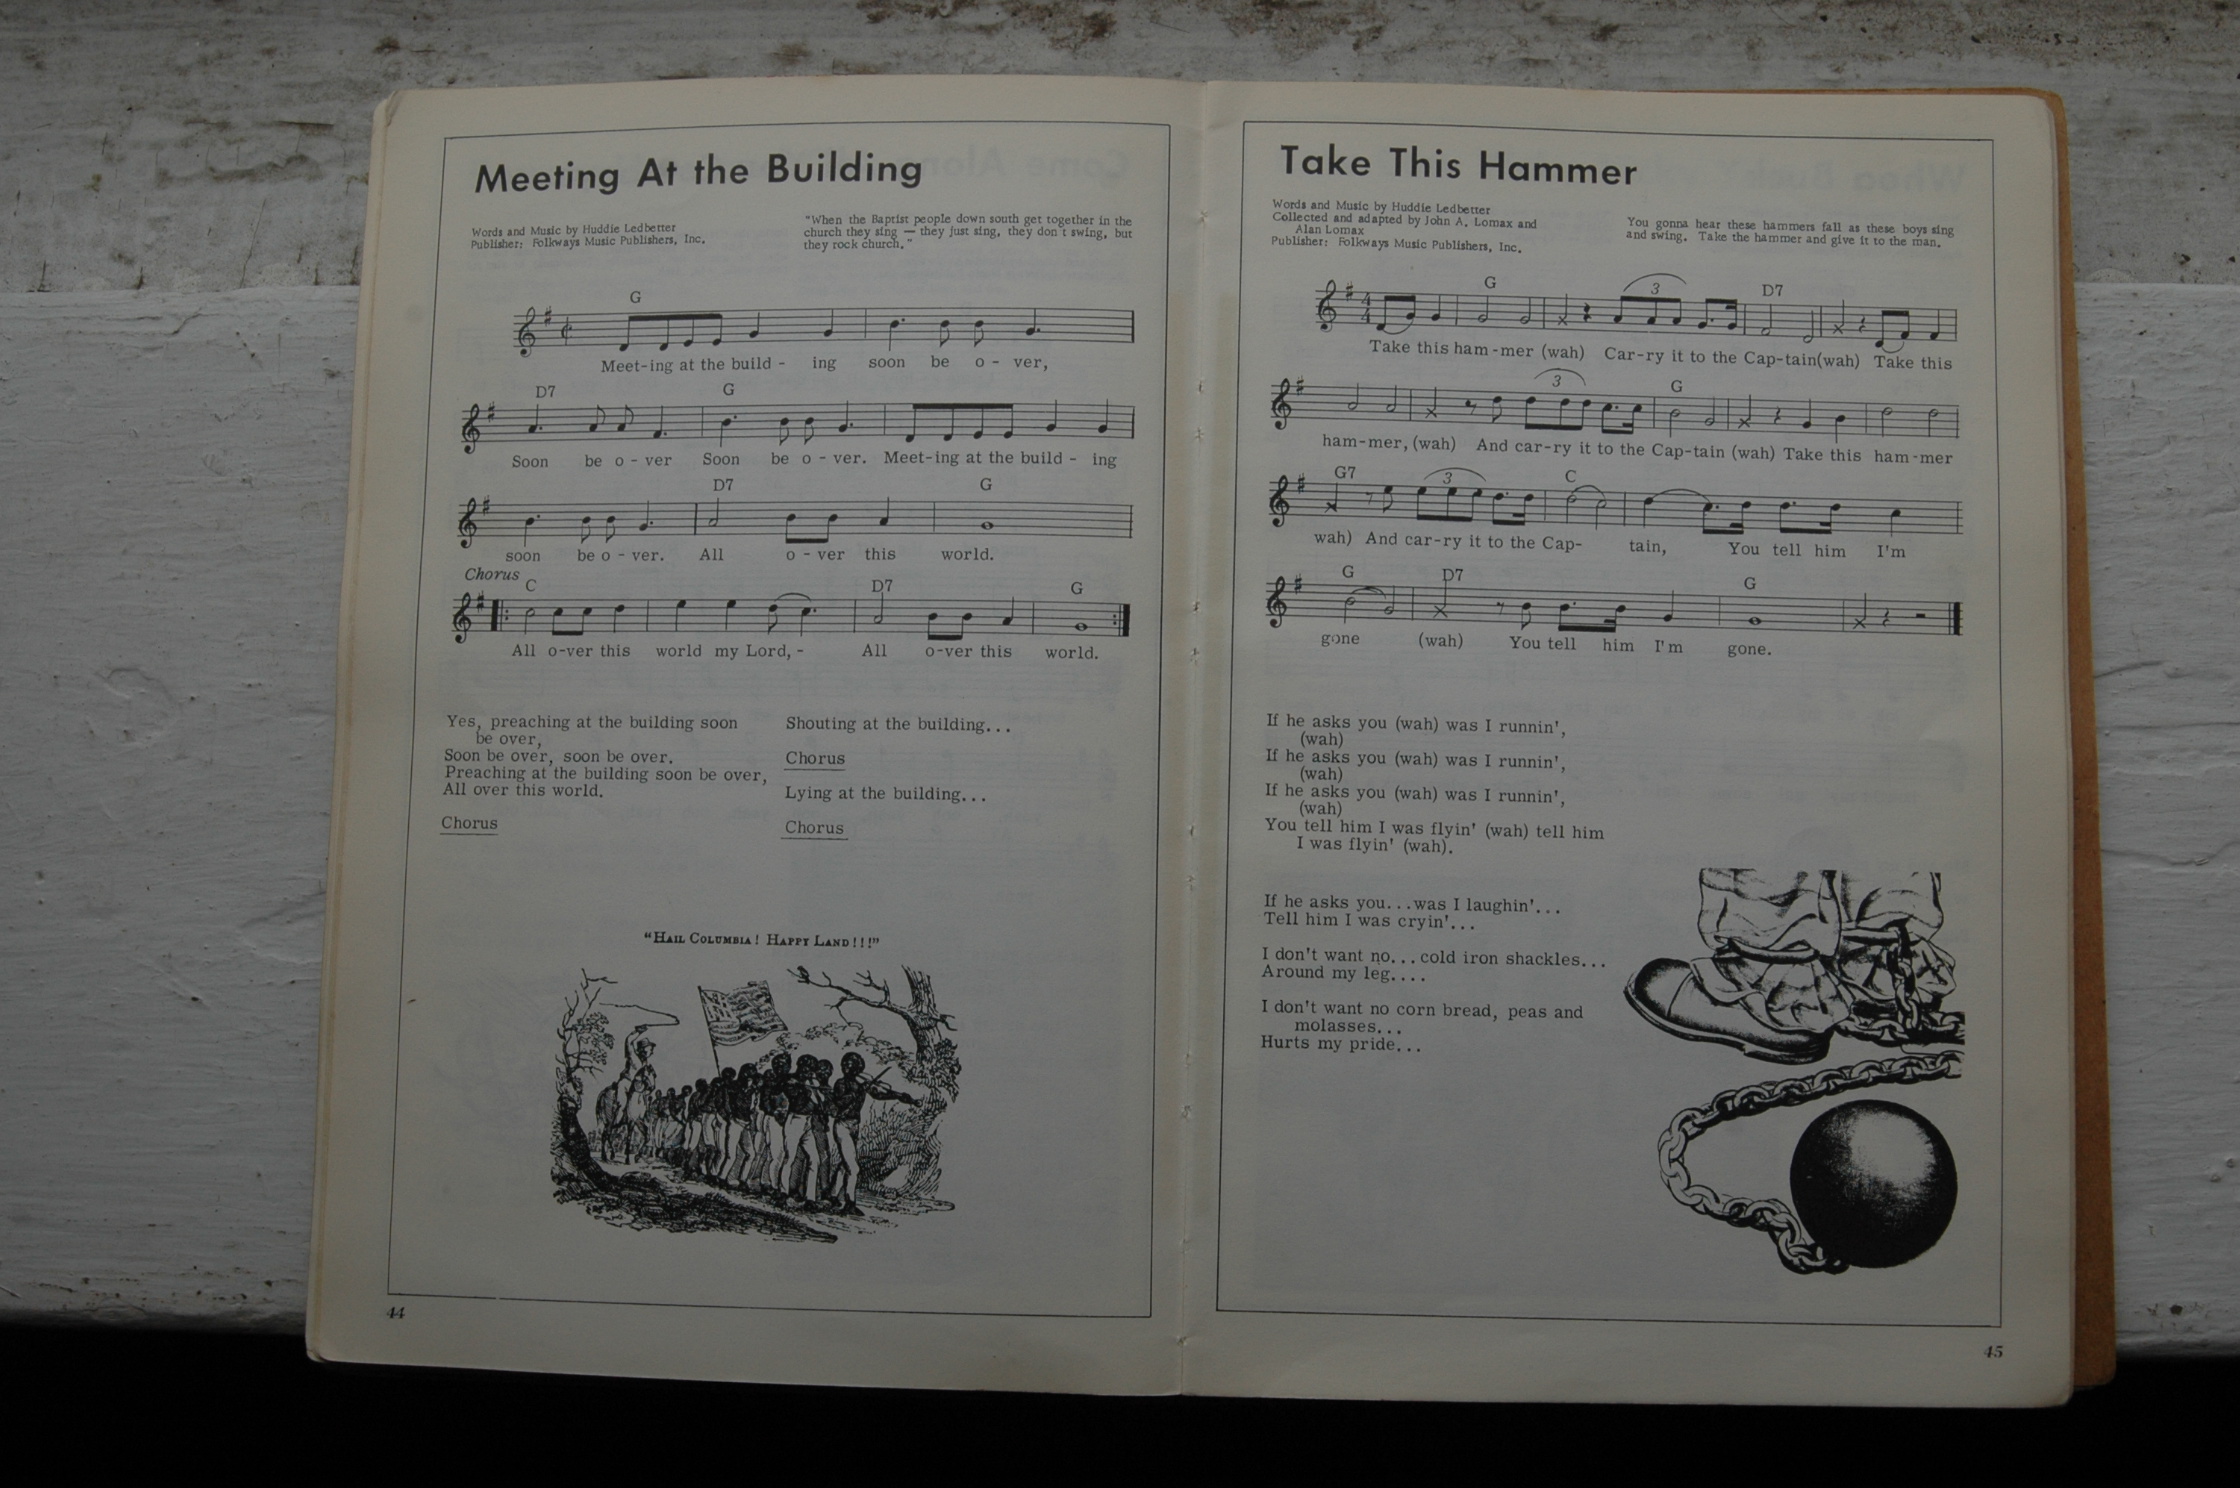 Meeting At the Building
Words and Music by Huddie Ledbetter
Publisher: Folkways Music Publishers, Inc.
"When the Baptist people down south get together in the
church they sing — they just sing, they don't swing, but
they rock church."
G
Meet-ing at the build - ing soon be o - ver,
D7 G
Soon be o - ver Soon be o - ver. Meet-ing at the build - ing
D7 G
soon be o - ver. All o - ver this world.
Chorus
C D7 G
All o-ver this world my Lord, - All o-ver this world.
Yes, preaching at the building soon
be over,
Soon be over, soon be over.
Preaching at the building soon be over,
All over this world.
Chorus
Shouting at the building...
Chorus
Lying at the building...
Chorus
"Hail Columbia! Happy Land!!!"
44
Take This Hammer
Words and Music by Huddie Ledbetter
Collected and adapted by John A. Lomax and
Alan Lomax
Publisher: Folkways Music Publishers, Inc.
You gonna hear these hammers fall as these boys sing
and swing. Take the hammer and give it to the man.
G 3 D7
4 4
Take this ham-mer (wah) Car-ry it to the Cap-tain(wah) Take this
3 G
ham-mer, (wah) And car-ry it to the Cap-tain (wah) Take this ham-mer
G7 3 C
wah) And car-ry it to the Cap- tain, You tell him I'm
G D7 G
gone (wah) You tell him I'm gone.
If he asks you (wah) was I runnin',
(wah)
If he asks you (wah) was I runnin',
(wah)
If he asks you (wah) was I runnin',
(wah)
You tell him I was flyin' (wah) tell him
I was flyin' (wah).
If he asks you...was I laughin'...
Tell him I was cryin'...
I don't want no...cold iron shackles...
Around my leg....
I don't want no corn bread, peas and
molasses...
Hurts my pride...
45